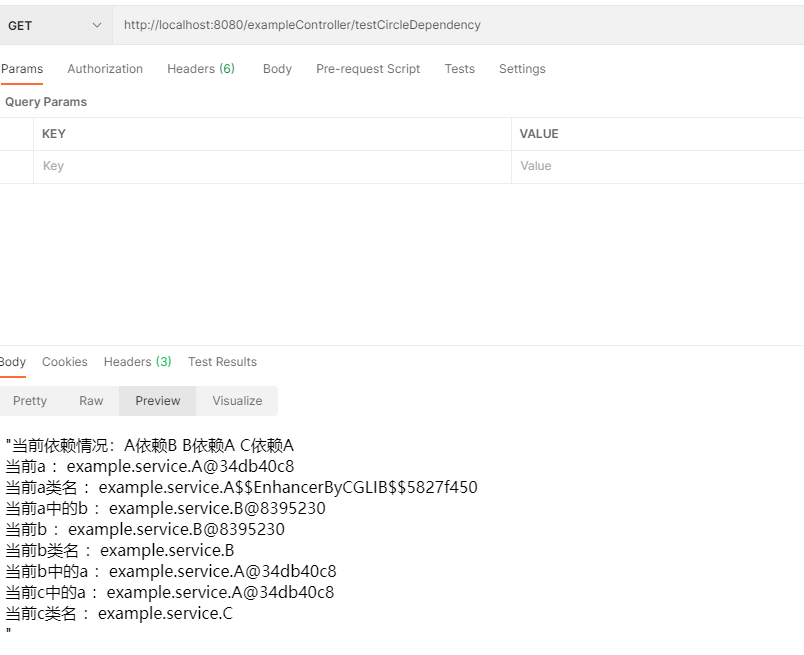 GET http://localhost:8080/exampleController/testCircleDependency
Params Authorization Headers (6) Body Pre-request Script Tests Settings
Query Params
KEY VALUE
Key Value
Body Cookies Headers (3) Test Results
Pretty Raw Preview Visualize
"当前依赖情况：A依赖B B依赖A C依赖A
当前a ：example.service.A@34db40c8
当前a类名 ：example.service.A$$EnhancerByCGLIB$$5827f450
当前a中的b ：example.service.B@8395230
当前b ：example.service.B@8395230
当前b类名 ：example.service.B
当前b中的a ：example.service.A@34db40c8
当前c中的a ：example.service.A@34db40c8
当前c类名 ：example.service.C
"